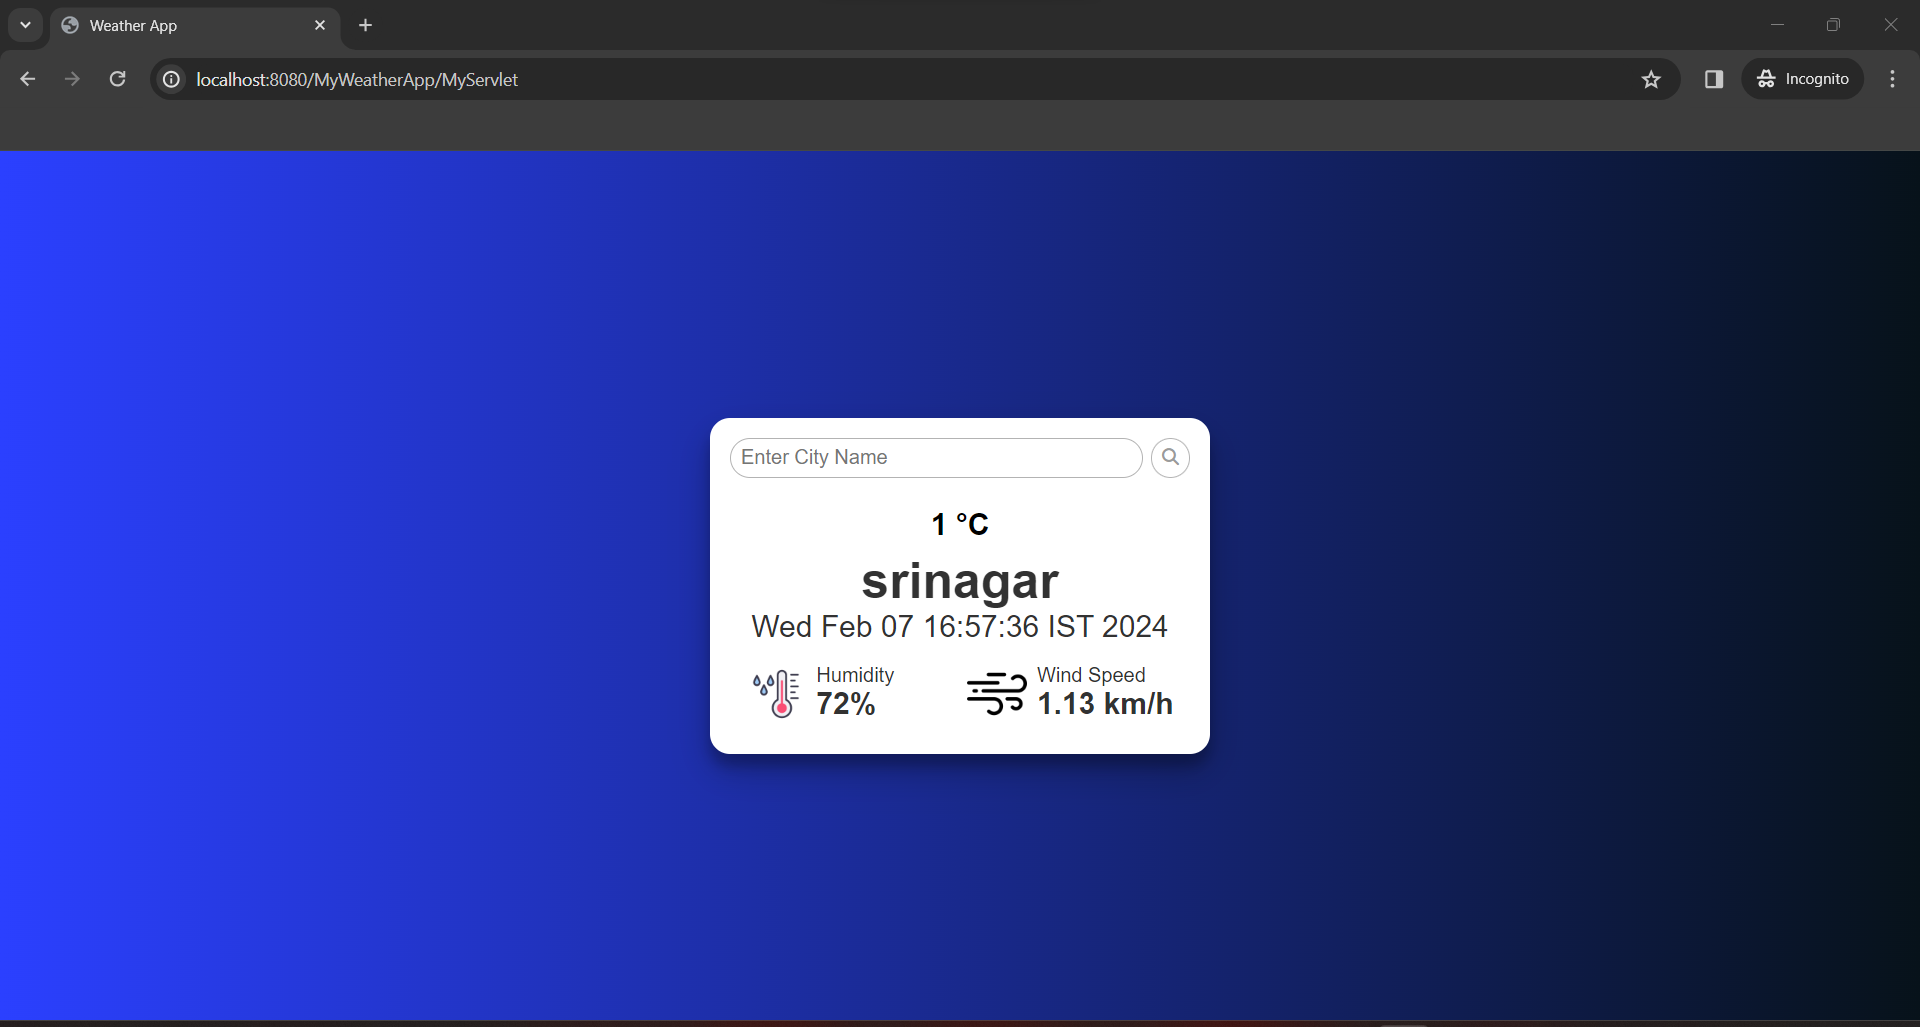 Weather App
localhost:8080/MyWeatherApp/MyServlet
Incognito
Enter City Name
1 °C
srinagar
Wed Feb 07 16:57:36 IST 2024
Humidity
72%
Wind Speed
1.13 km/h